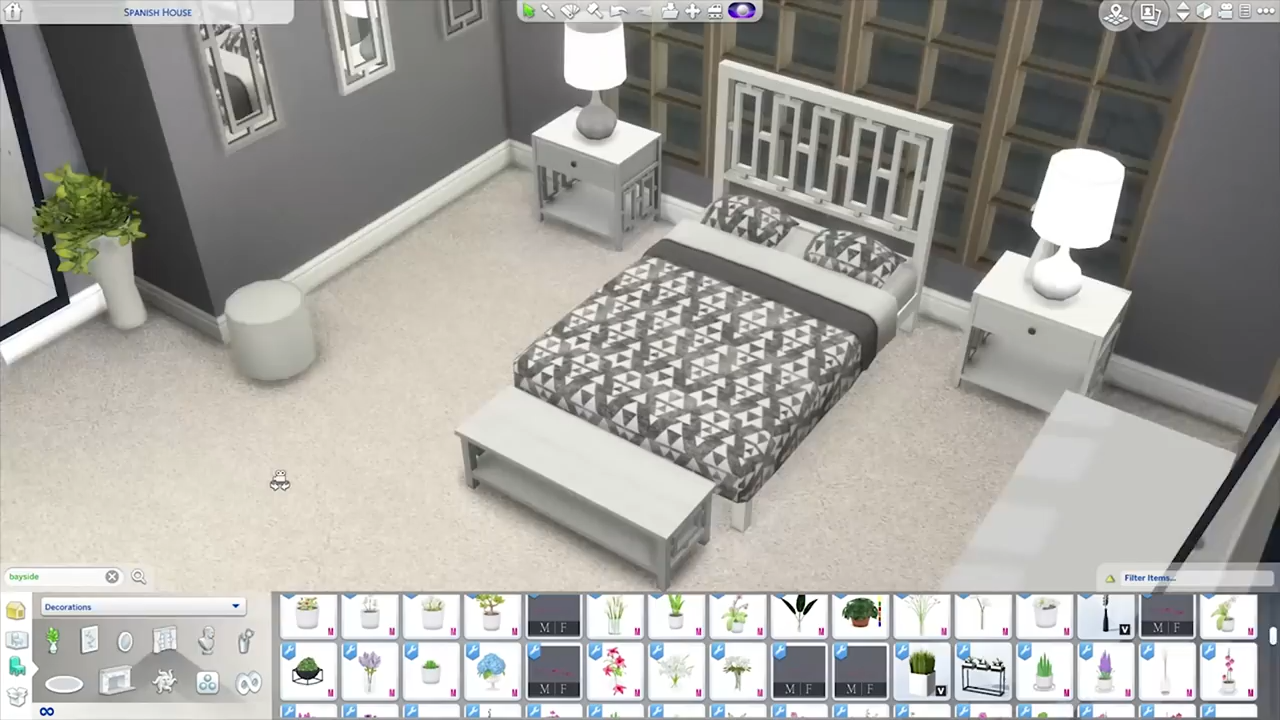 SPANISH HOUSE
bayside
Filter Items...
Decorations
M F
V
M F
M F
M F
M F
V